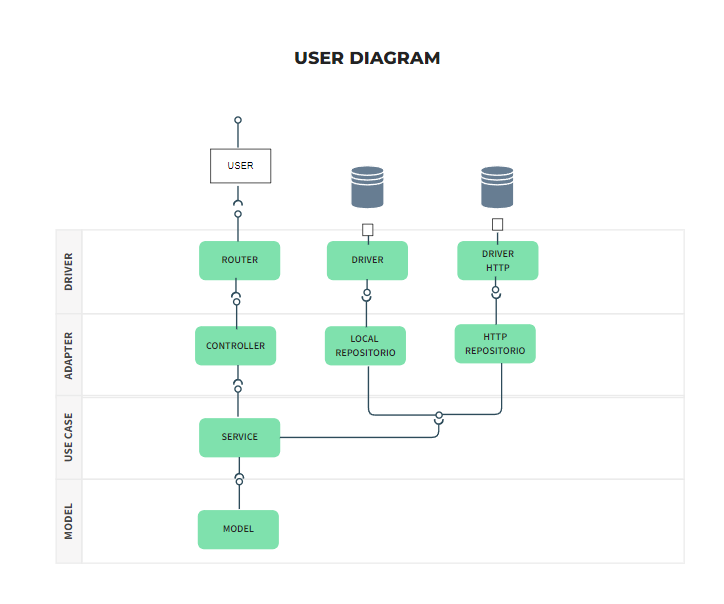 USER DIAGRAM
USER
DRIVER
ROUTER
DRIVER
DRIVER
HTTP
ADAPTER
CONTROLLER
LOCAL
REPOSITORIO
HTTP
REPOSITORIO
USE CASE
SERVICE
MODEL
MODEL